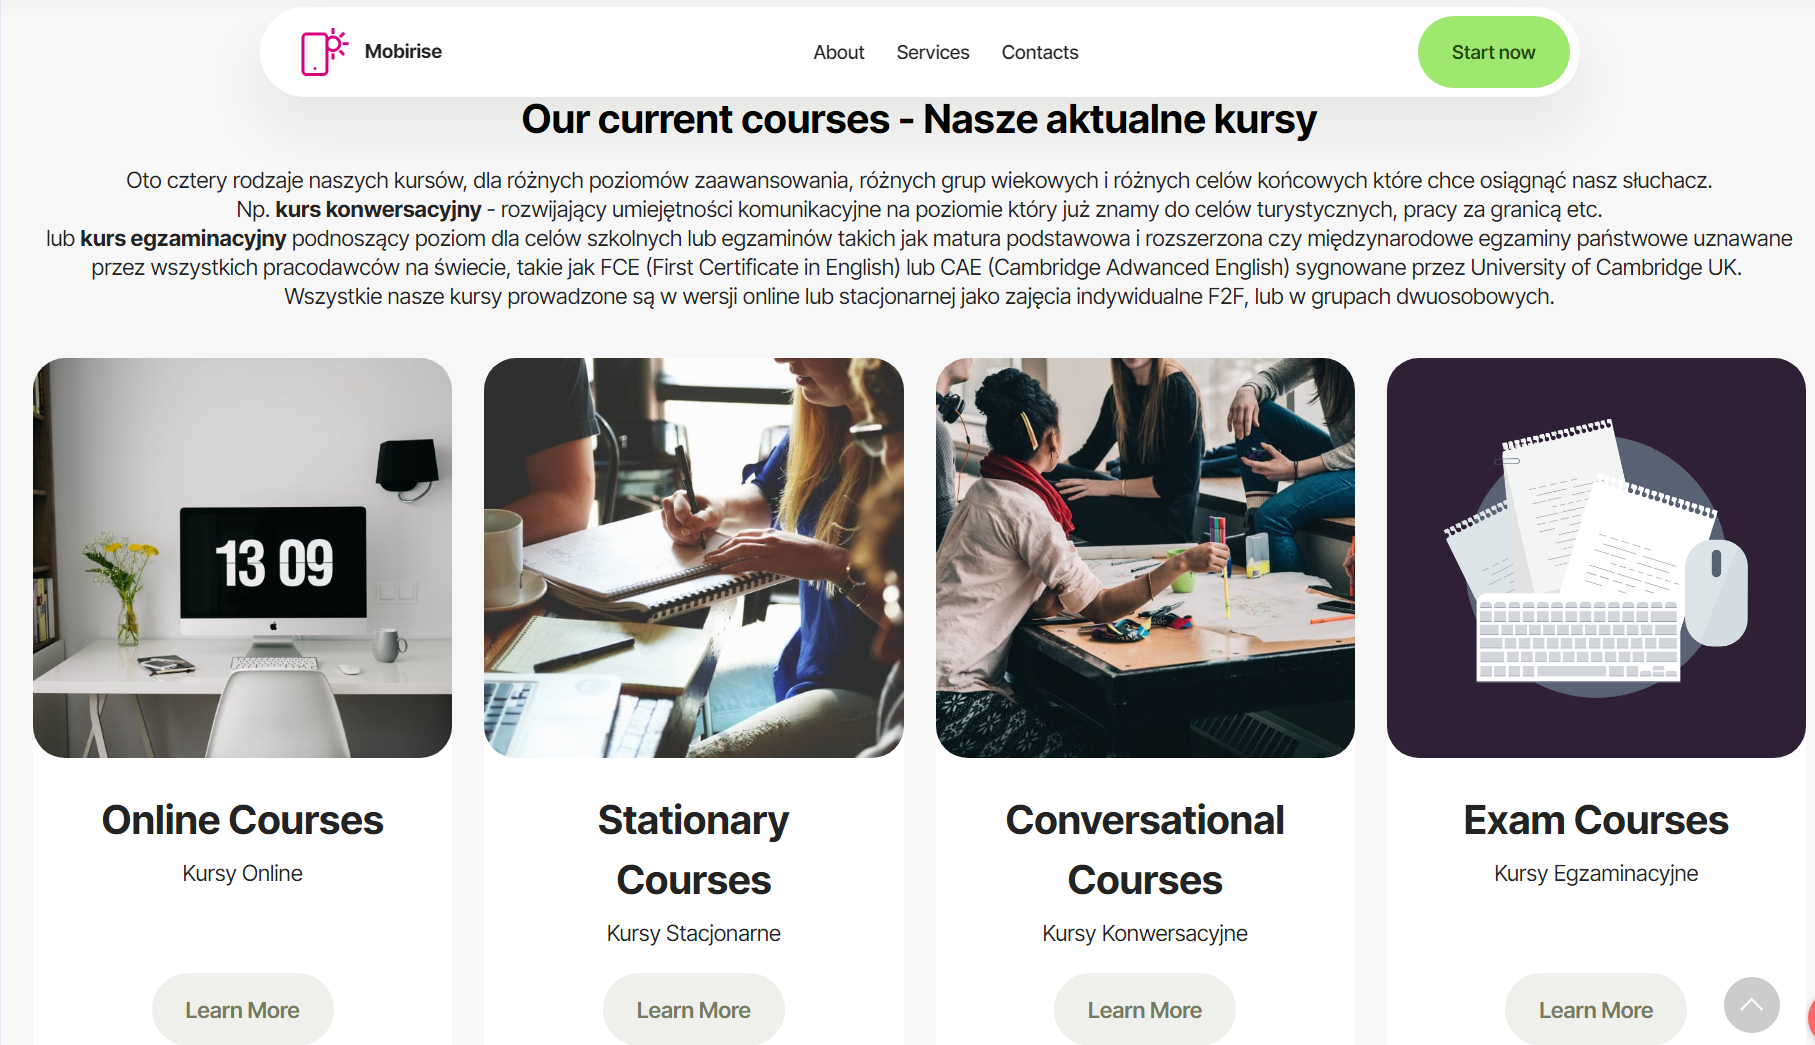 Mobirise
About Services Contacts
Start now
Our current courses - Nasze aktualne kursy
Oto cztery rodzaje naszych kursów, dla różnych poziomów zaawansowania, różnych grup wiekowych i różnych celów końcowych które chce osiągnąć nasz słuchacz.
Np. kurs konwersacyjny - rozwijający umiejętności komunikacyjne na poziomie który już znamy do celów turystycznych, pracy za granicą etc.
lub kurs egzaminacyjny podnoszący poziom dla celów szkolnych lub egzaminów takich jak matura podstawowa i rozszerzona czy międzynarodowe egzaminy państwowe uznawane
przez wszystkich pracodawców na świecie, takie jak FCE (First Certificate in English) lub CAE (Cambridge Adwanced English) sygnowane przez University of Cambridge UK.
Wszystkie nasze kursy prowadzone są w wersji online lub stacjonarnej jako zajęcia indywidualne F2F, lub w grupach dwuosobowych.
13 09
Online Courses
Kursy Online
Learn More
Stationary
Courses
Kursy Stacjonarne
Learn More
Conversational
Courses
Kursy Konwersacyjne
Learn More
Exam Courses
Kursy Egzaminacyjne
Learn More